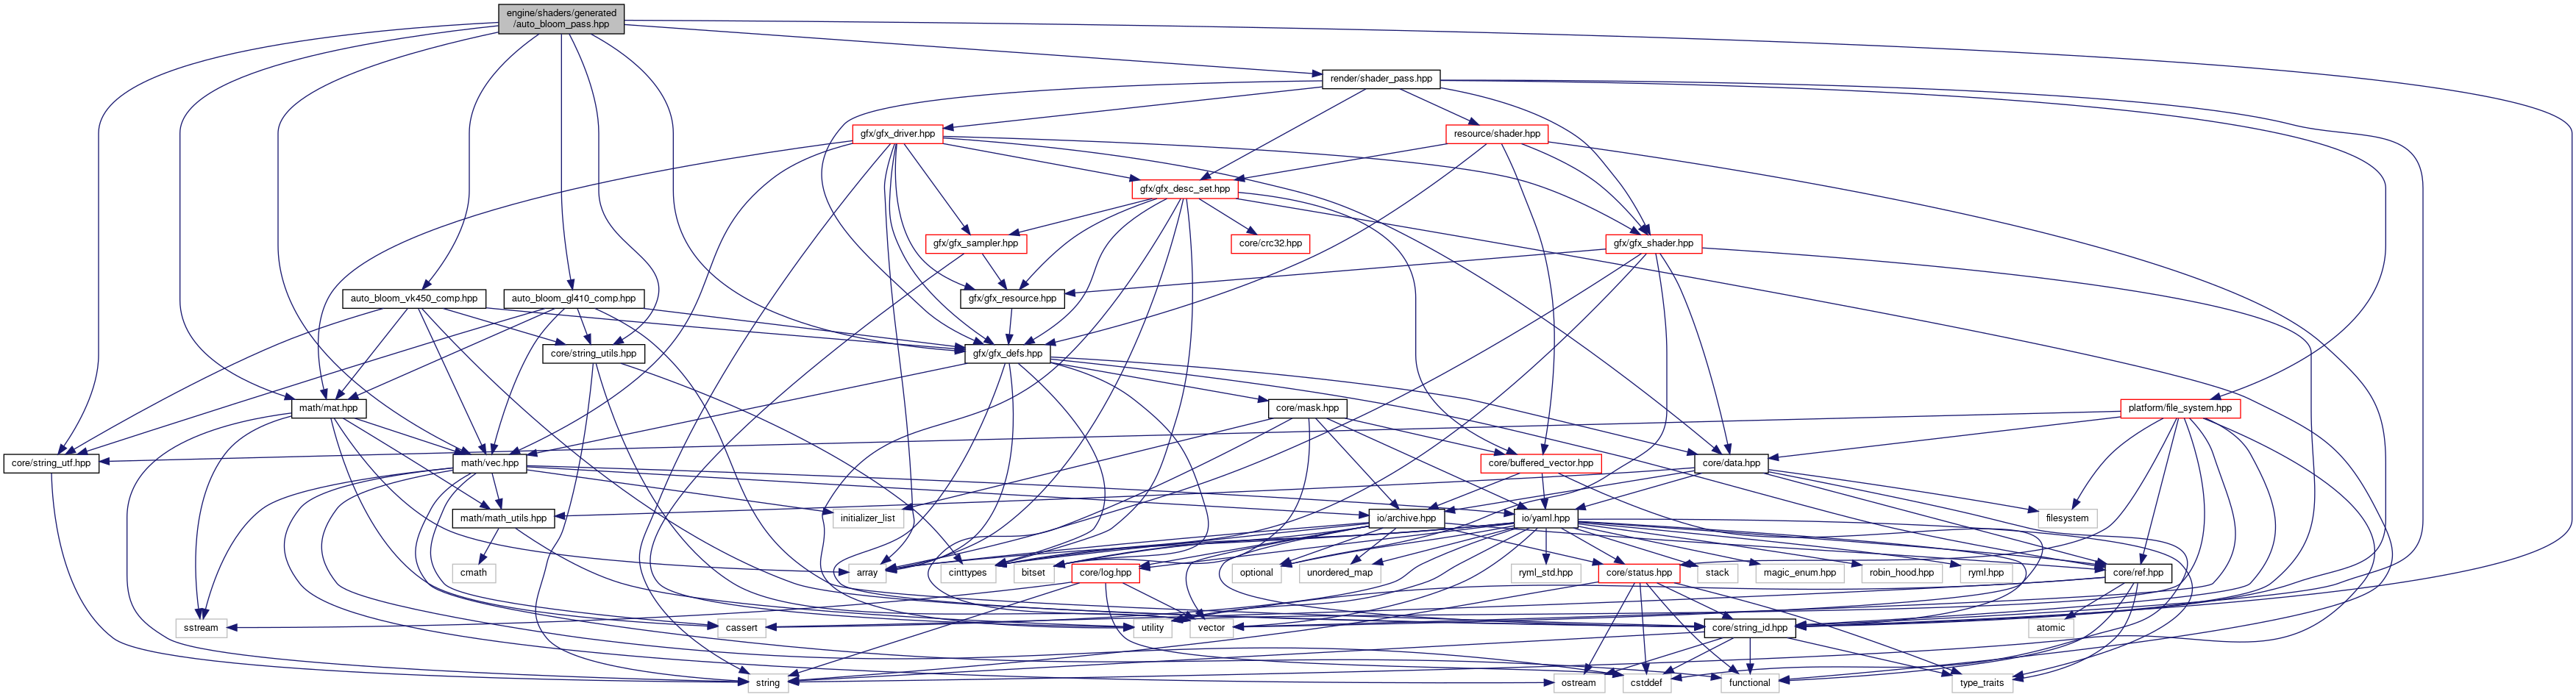 engine/shaders/generated
/auto_bloom_pass.hpp
render/shader_pass.hpp
gfx/gfx_driver.hpp
resource/shader.hpp
gfx/gfx_desc_set.hpp
gfx/gfx_sampler.hpp
core/crc32.hpp
gfx/gfx_shader.hpp
auto_bloom_vk450_comp.hpp
auto_bloom_gl410_comp.hpp
gfx/gfx_resource.hpp
core/string_utils.hpp
gfx/gfx_defs.hpp
math/mat.hpp
core/mask.hpp
platform/file_system.hpp
core/string_utf.hpp
math/vec.hpp
core/buffered_vector.hpp
core/data.hpp
math/math_utils.hpp
initializer_list
io/archive.hpp
io/yaml.hpp
filesystem
cmath
array
cinttypes
bitset
core/log.hpp
optional
unordered_map
ryml_std.hpp
core/status.hpp
stack
magic_enum.hpp
robin_hood.hpp
ryml.hpp
core/ref.hpp
sstream
cassert
utility
vector
core/string_id.hpp
atomic
string
ostream
cstddef
functional
type_traits